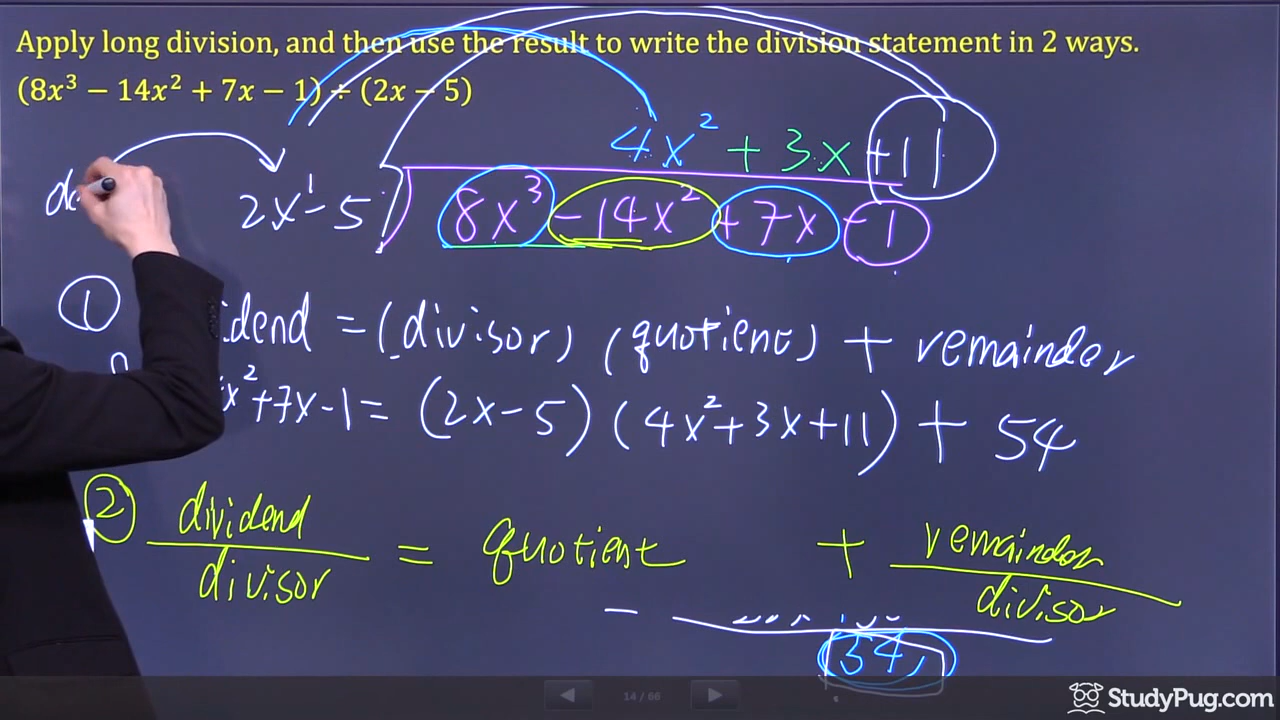 Apply long division, and then use the result to write the division statement in 2 ways.
(8x³ − 14x² + 7x − 1) ÷ (2x − 5)
4x² + 3x + 11
2x¹ − 5 ) 8x³ − 14x² + 7x − 1
① idend = (divisor) (quotient) + remainder
x² + 7x − 1 = (2x − 5) (4x² + 3x + 11) + 54
② dividend / divisor = quotient + remainder / divisor
54
14 / 66
StudyPug.com